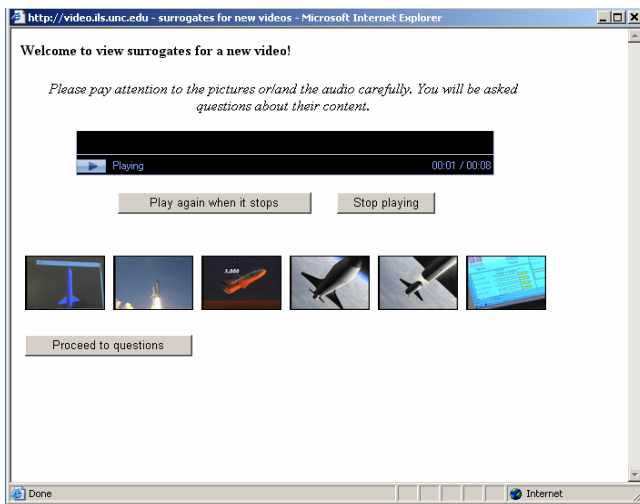 http://video.ils.unc.edu - surrogates for new videos - Microsoft Internet Explorer
Welcome to view surrogates for a new video!
Please pay attention to the pictures or/and the audio carefully. You will be asked
questions about their content.
Playing 00:01 / 00:08
Play again when it stops Stop playing
Proceed to questions
Done Internet